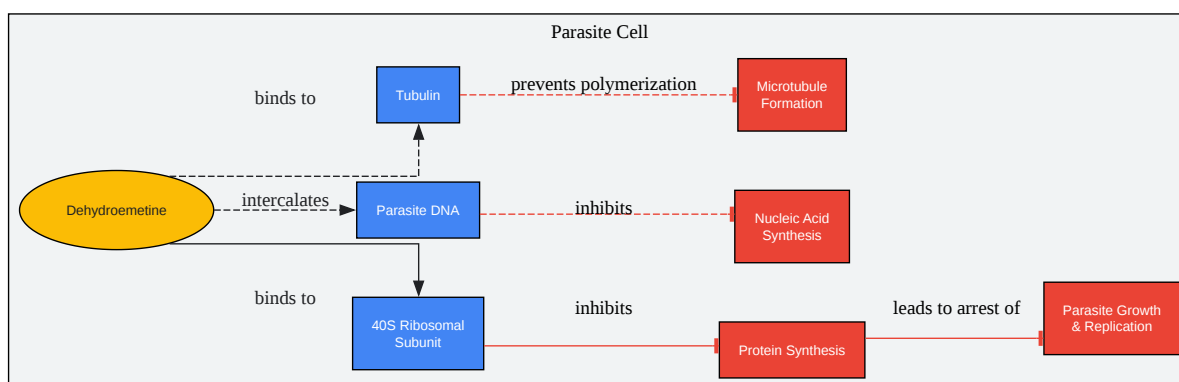 Parasite Cell
binds to
Tubulin
prevents polymerization
Microtubule
Formation
Dehydroemetine
intercalates
Parasite DNA
inhibits
Nucleic Acid
Synthesis
binds to
40S Ribosomal
Subunit
inhibits
Protein Synthesis
leads to arrest of
Parasite Growth
& Replication